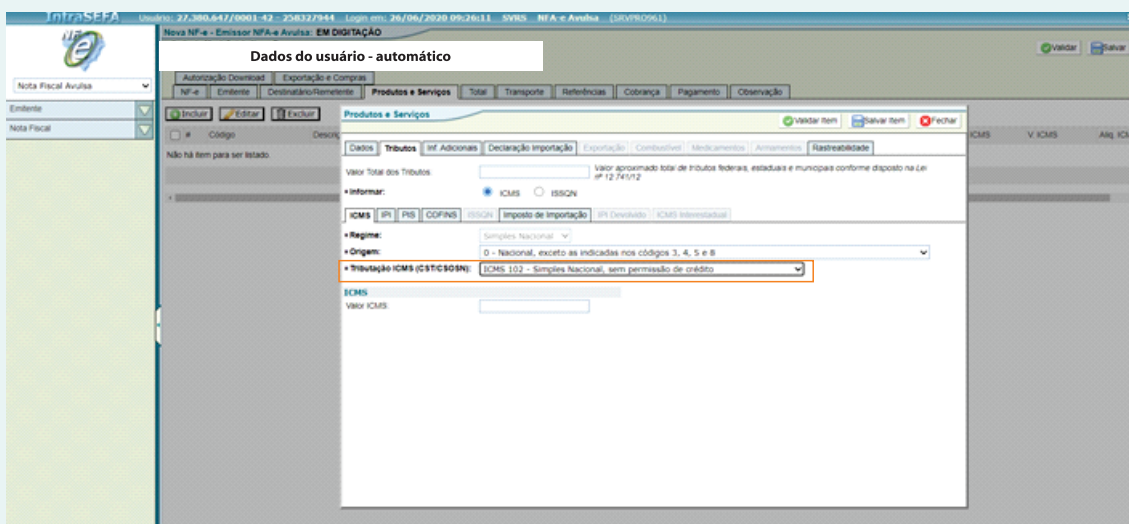 IntraSEFA Usuário: 27.380.647/0001-42 - 258327944 Login em: 26/06/2020 09:26:11 SVRS NFA-e Avulsa (SRVPRO961)
Nova NF-e - Emissor NFA-e Avulsa: EM DIGITAÇÃO
NF-e
Dados do usuário - automático
Validar Salvar
Nota Fiscal Avulsa
Autorização Download Exportação e Compras
NF-e Emitente Destinatário/Remetente Produtos e Serviços Total Transporte Referências Cobrança Pagamento Observação
Emitente
Nota Fiscal
Incluir Editar Excluir
Produtos e Serviços
Validar Item Salvar Item Fechar
# Código Descriç ICMS V. ICMS Alíq. ICM
Não há item para ser listado.
Dados Tributos Inf. Adicionais Declaração Importação Exportação Combustível Medicamentos Armamentos Rastreabilidade
Valor Total dos Tributos Valor aproximado total de tributos federais, estaduais e municipais conforme disposto na Lei
nº 12.741/12
Informar: ICMS ISSQN
ICMS IPI PIS COFINS ISSQN Imposto de Importação IPI Devolvido ICMS Interestadual
Regime: Simples Nacional
Origem: 0 - Nacional, exceto as indicadas nos códigos 3, 4, 5 e 8
Tributação ICMS (CST/CSOSN): ICMS 102 - Simples Nacional, sem permissão de crédito
ICMS
Valor ICMS: